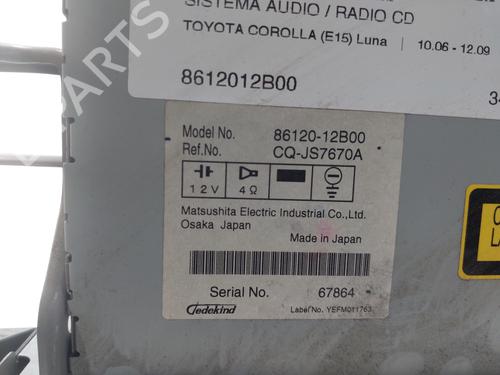 SISTEMA AUDIO / RADIO CD
TOYOTA COROLLA (E15) Luna | 10.06 - 12.09
8612012B00
34
Model No. 86120-12B00
Ref.No. CQ-JS7670A
12V 4Ω
Matsushita Electric Industrial Co.,Ltd.
Osaka Japan
Made in Japan
Serial No. 67864
Jedekind Label No. YEFM011763
B-PARTS